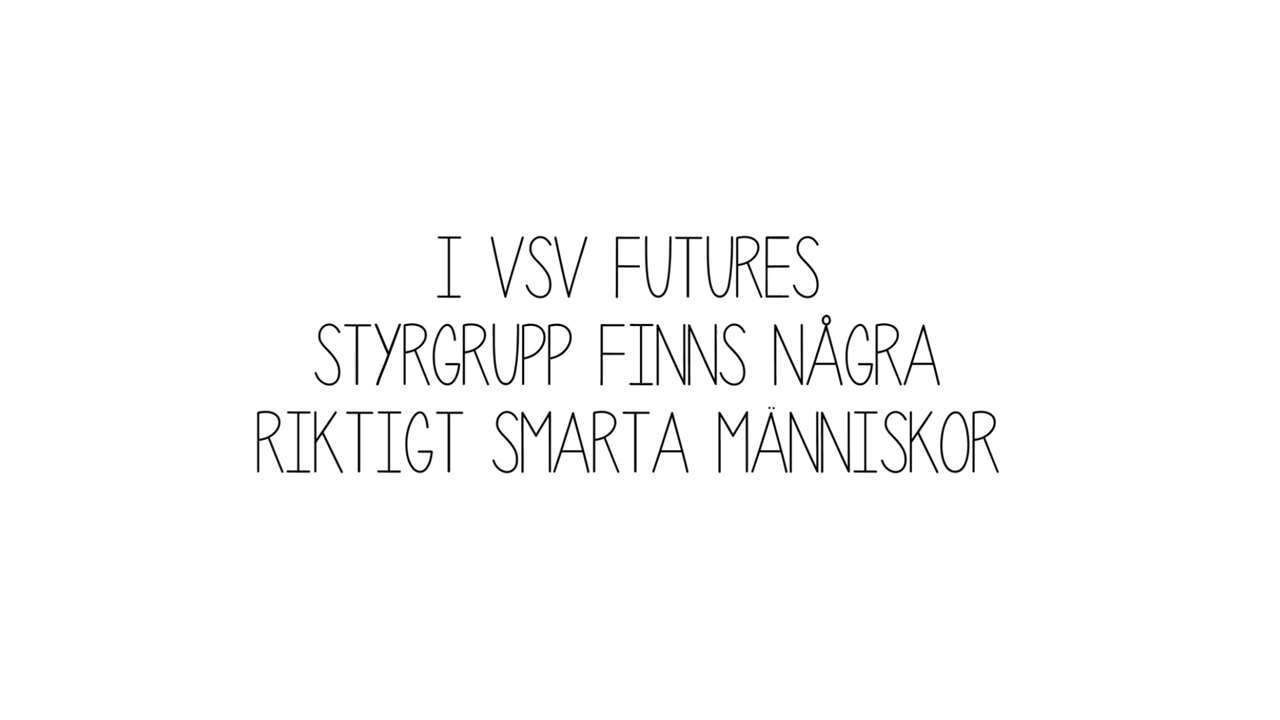 I VSV FUTURES
STYRGRUPP FINNS NÅGRA
RIKTIGT SMARTA MÄNNISKOR